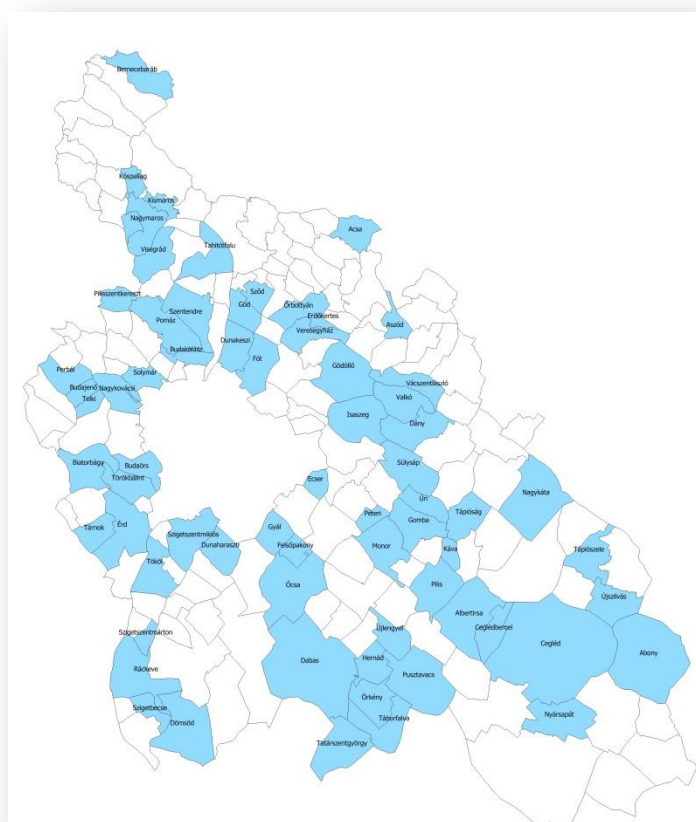 Bernecebaráti
Kóspallag
Kismaros
Nagymaros
Acsa
Visegrád
Tahitótfalu
Pilisszentkereszt
Sződ
Göd
Őrbottyán
Szentendre
Erdőkertes
Pomáz
Aszód
Veresegyház
Dunakeszi
Budakalász
Fót
Gödöllő
Perbál
Solymár
Vácszentlászló
Budajenő
Nagykovácsi
Telki
Valkó
Isaszeg
Dány
Biatorbágy
Budaörs
Sülysáp
Törökbálint
Ecser
Nagykáta
Úri
Tápióság
Péteri
Gomba
Tárnok
Érd
Szigetszentmiklós
Gyál
Dunaharaszti
Felsőpakony
Monor
Káva
Tápiószele
Tököl
Ócsa
Pilis
Újszilvás
Albertirsa
Ceglédbercel
Szigetszentmárton
Újlengyel
Cegléd
Abony
Dabas
Hernád
Ráckeve
Pusztavacs
Örkény
Szigetbecse
Nyársapát
Dömsöd
Táborfalva
Tatárszentgyörgy